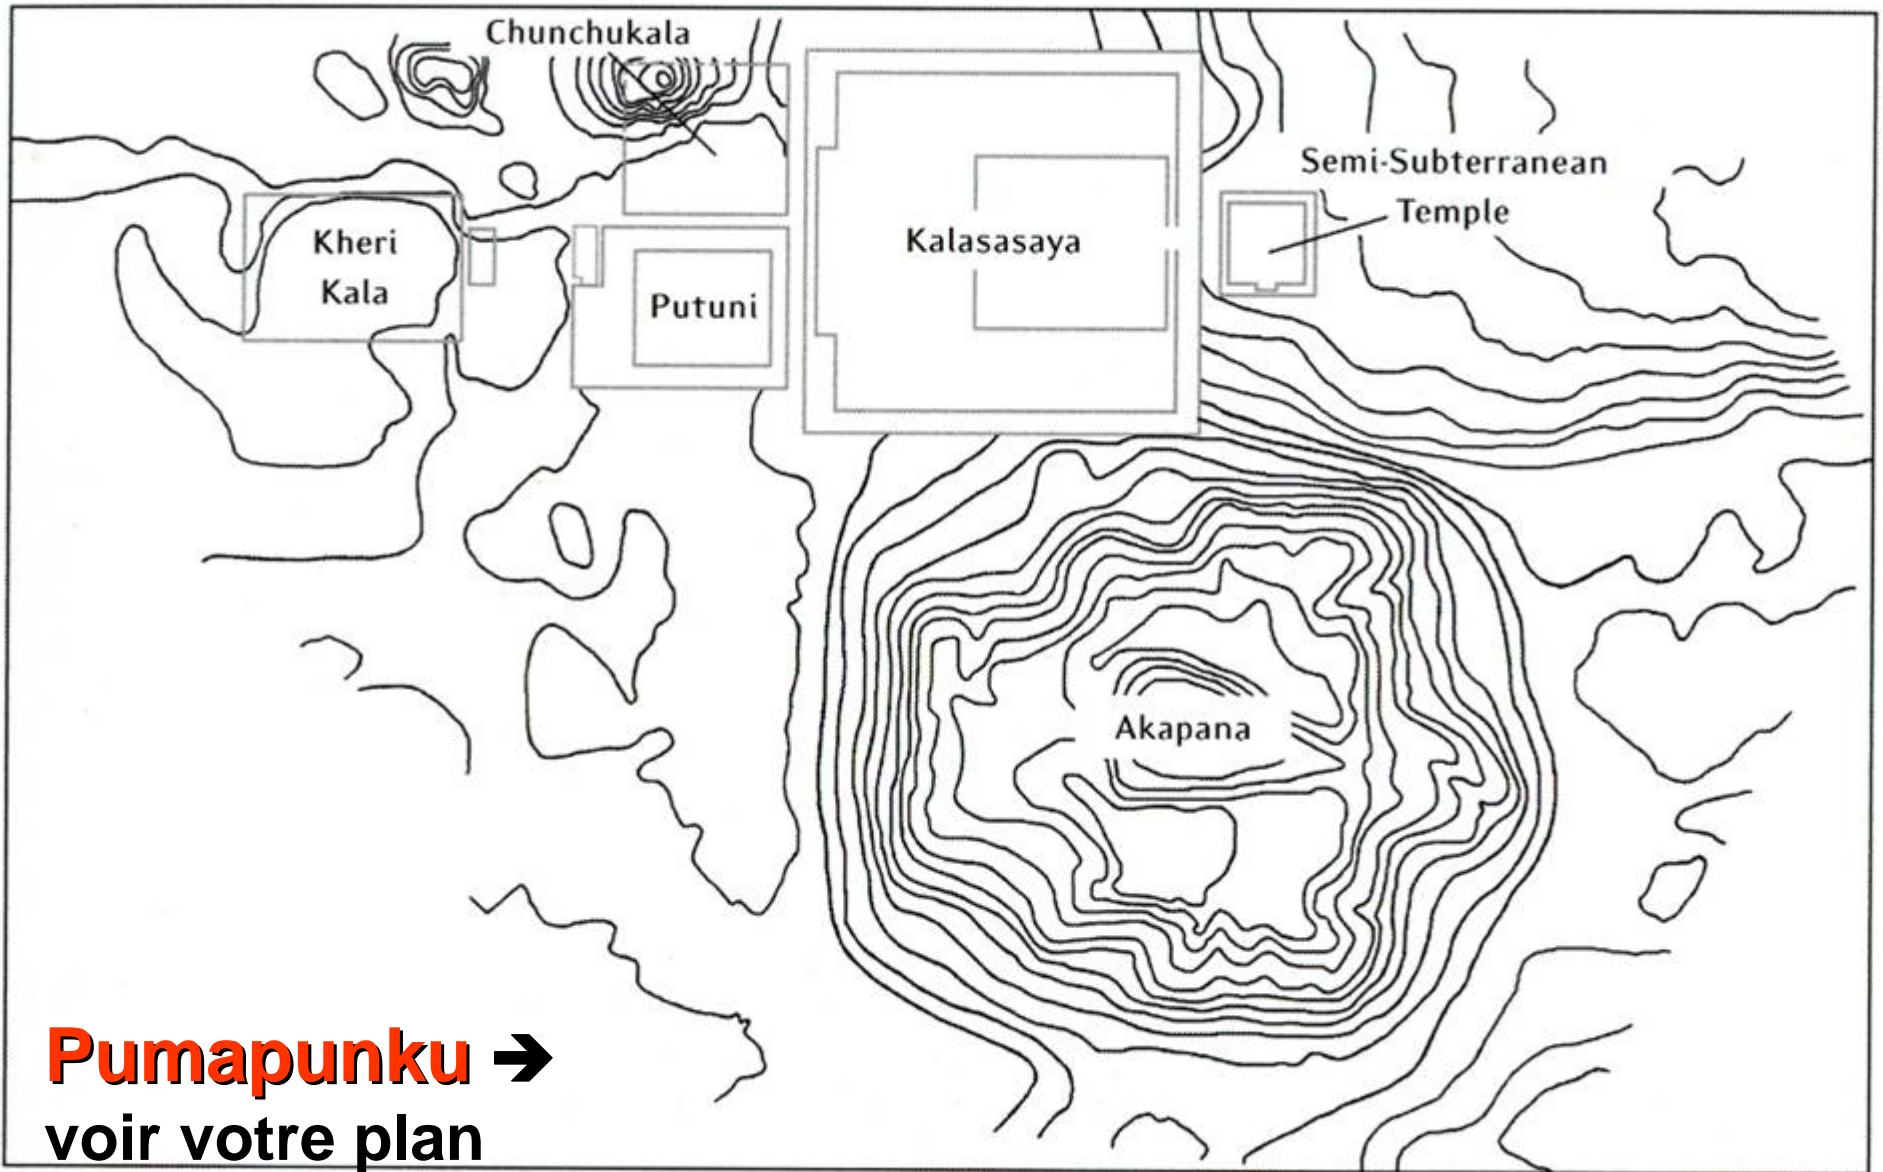 Chunchukala
Semi-Subterranean
Temple
Kheri
Kala
Kalasasaya
Putuni
Akapana
Pumapunku ➔
voir votre plan